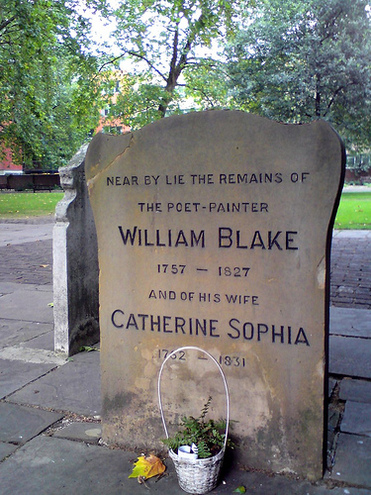 NEAR BY LIE THE REMAINS OF
THE POET-PAINTER
WILLIAM BLAKE
1757 — 1827
AND OF HIS WIFE
CATHERINE SOPHIA
1762 — 1831